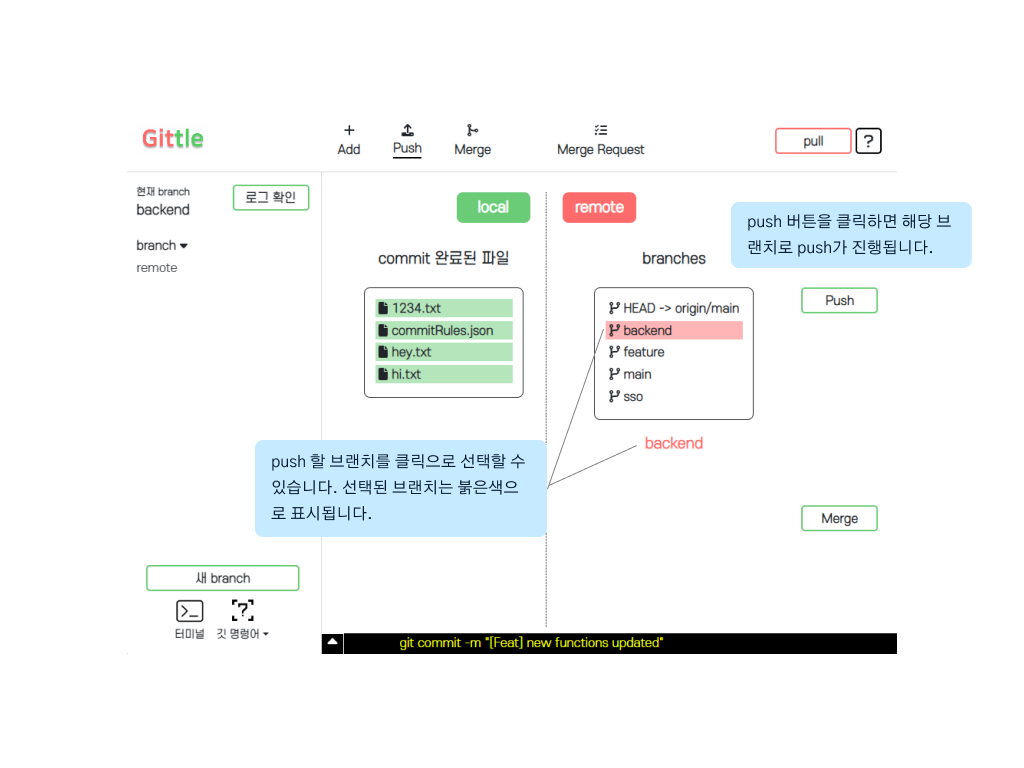 Gittle
Add
Push
Merge
Merge Request
pull
?
현재 branch
backend
로그 확인
branch
remote
local
remote
push 버튼을 클릭하면 해당 브
랜치로 push가 진행됩니다.
commit 완료된 파일
branches
1234.txt
commitRules.json
hey.txt
hi.txt
HEAD -> origin/main
backend
feature
main
sso
Push
backend
push 할 브랜치를 클릭으로 선택할 수
있습니다. 선택된 브랜치는 붉은색으
로 표시됩니다.
Merge
새 branch
터미널
깃 명령어
git commit -m "[Feat] new functions updated"